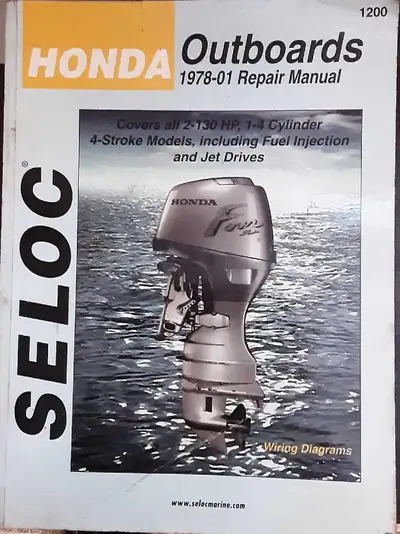 1200
HONDA
Outboards
1978-01 Repair Manual
Covers all 2-130 HP, 1-4 Cylinder
4-Stroke Models, including Fuel Injection
and Jet Drives
SELOC®
HONDA
Four
Wiring Diagrams
www.selocmarine.com